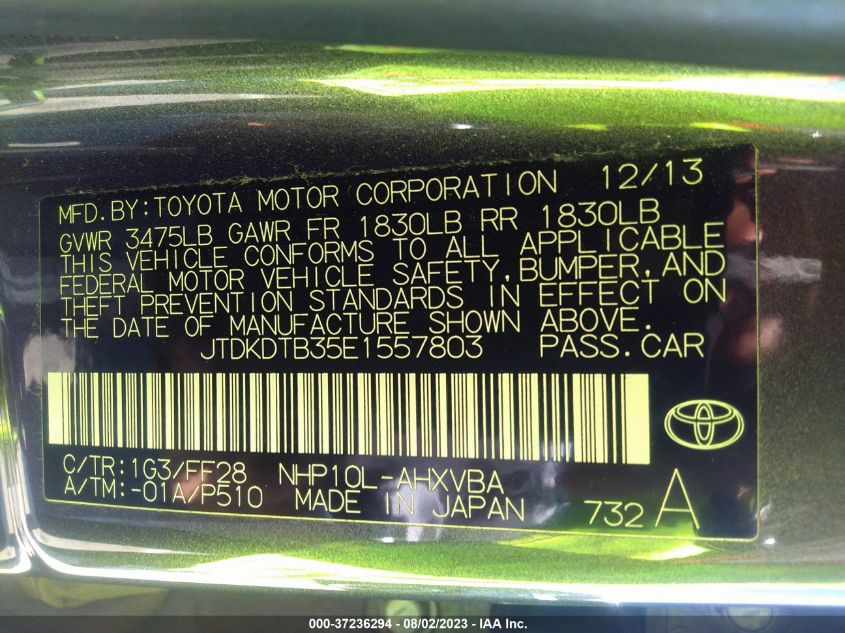 MFD.BY:TOYOTA MOTOR CORPORATION 12/13
GVWR 3475LB GAWR FR 1830LB RR 1830LB
THIS VEHICLE CONFORMS TO ALL APPLICABLE
FEDERAL MOTOR VEHICLE SAFETY,BUMPER,AND
THEFT PREVENTION STANDARDS IN EFFECT ON
THE DATE OF MANUFACTURE SHOWN ABOVE.
JTDKDTB35E1557803 PASS.CAR
C/TR:1G3/FF28 NHP10L-AHXVBA
A/TM:-01A/P510 MADE IN JAPAN 732 A
000-37236294 - 08/02/2023 - IAA Inc.